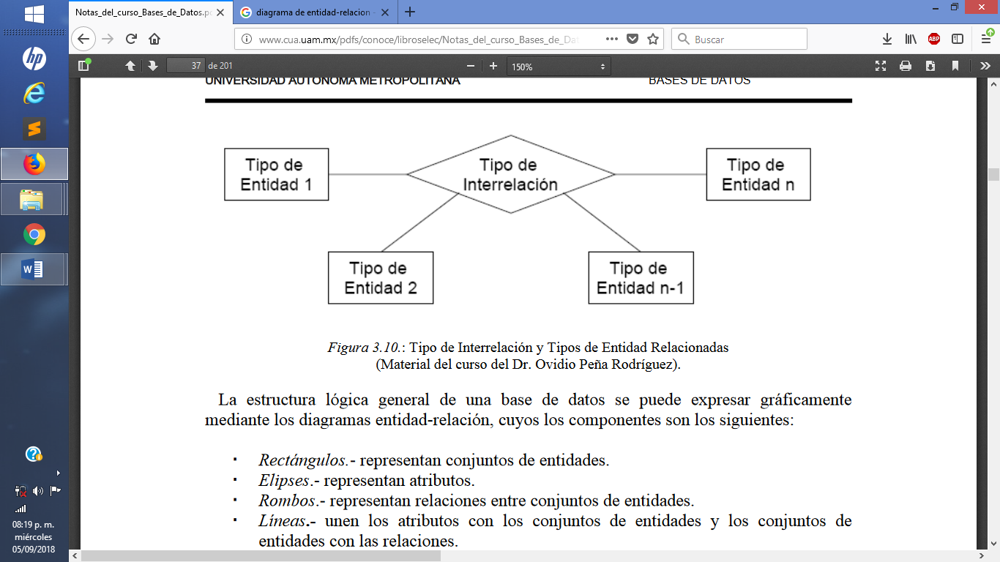 Notas_del_curso_Bases_de_Datos.pd
diagrama de entidad-relacion -
www.cua.uam.mx/pdfs/conoce/libroselec/Notas_del_curso_Bases_de_Da
Buscar
ABP
37 de 201
150%
UNIVERSIDAD AUTONOMA METROPOLITANA BASES DE DATOS
Tipo de
Entidad 1
Tipo de
Interrelación
Tipo de
Entidad n
Tipo de
Entidad 2
Tipo de
Entidad n-1
Figura 3.10.: Tipo de Interrelación y Tipos de Entidad Relacionadas
(Material del curso del Dr. Ovidio Peña Rodríguez).
La estructura lógica general de una base de datos se puede expresar gráficamente
mediante los diagramas entidad-relación, cuyos los componentes son los siguientes:
▪ Rectángulos.- representan conjuntos de entidades.
▪ Elipses.- representan atributos.
▪ Rombos.- representan relaciones entre conjuntos de entidades.
▪ Líneas.- unen los atributos con los conjuntos de entidades y los conjuntos de
entidades con las relaciones.
hp
08:19 p. m.
miércoles
05/09/2018